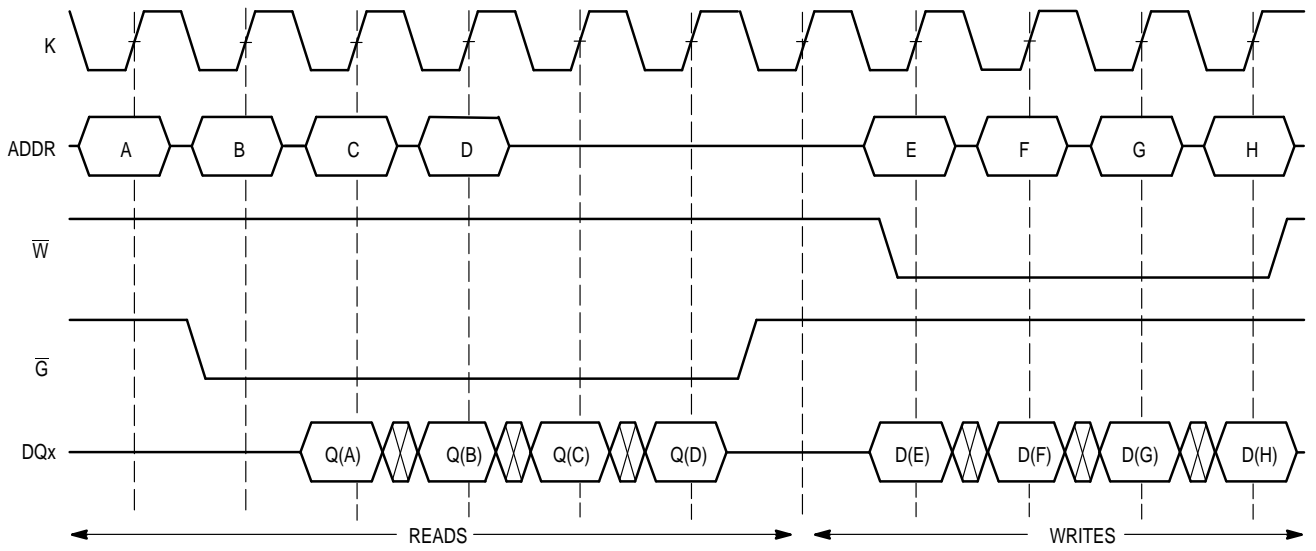 K
ADDR A B C D E F G H
W̅
G̅
DQx Q(A) Q(B) Q(C) Q(D) D(E) D(F) D(G) D(H)
READS WRITES